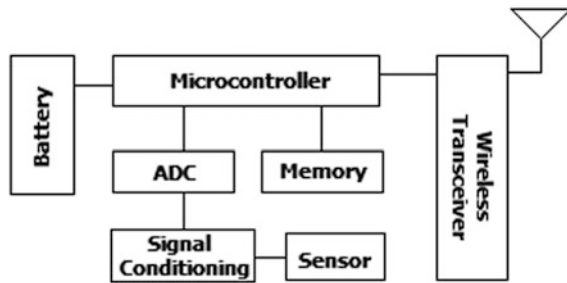 Battery
Microcontroller
ADC
Memory
Signal
Conditioning
Sensor
Wireless
Transceiver